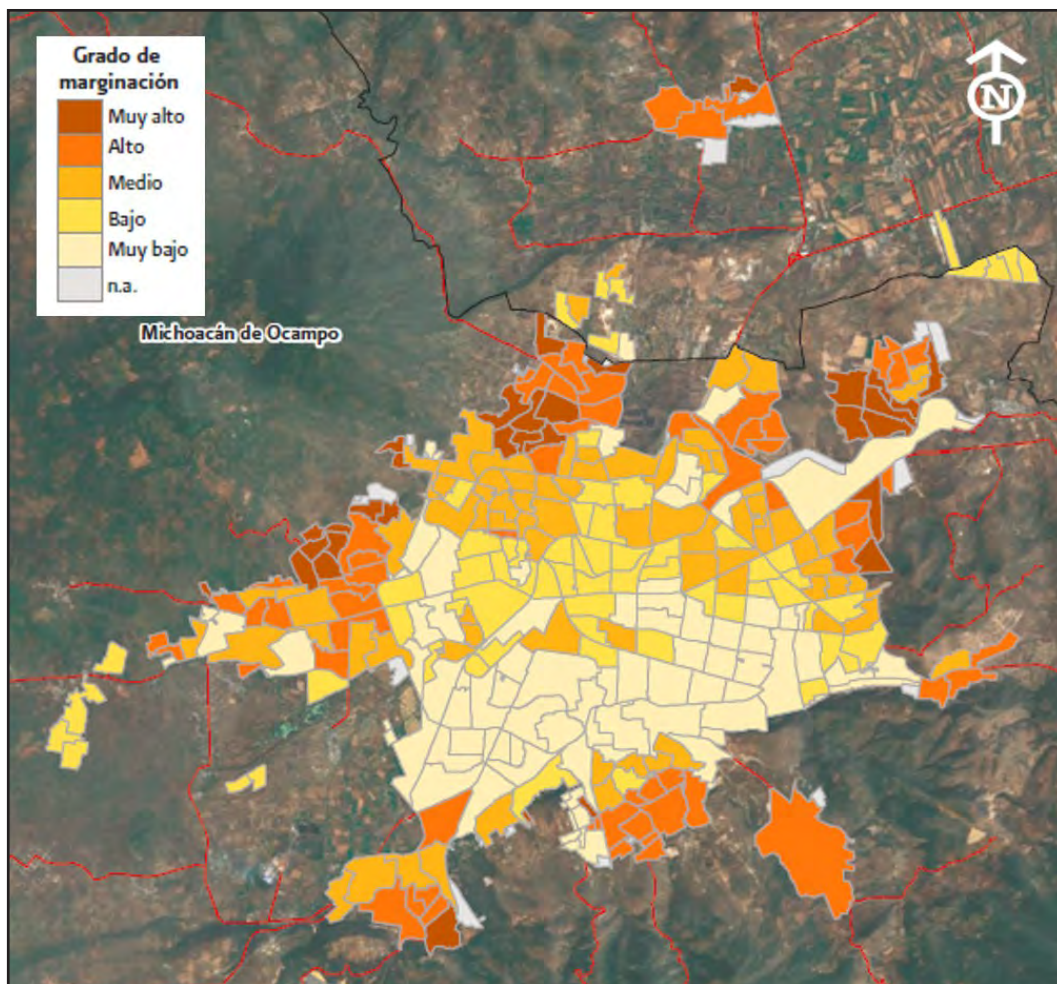 Grado de
marginación
Muy alto
Alto
Medio
Bajo
Muy bajo
n.a.
N
Michoacán de Ocampo